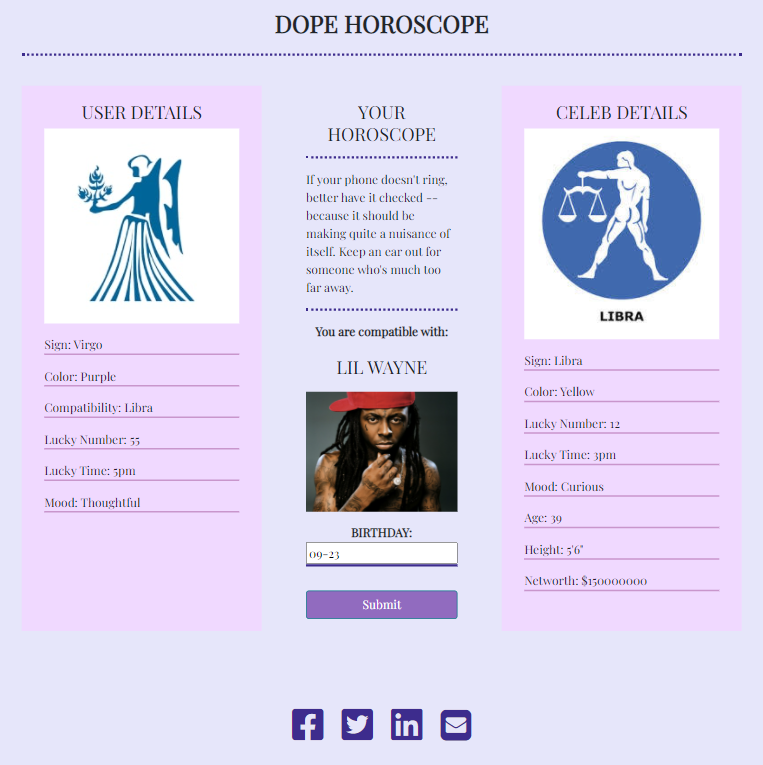 DOPE HOROSCOPE
USER DETAILS
Sign: Virgo
Color: Purple
Compatibility: Libra
Lucky Number: 55
Lucky Time: 5pm
Mood: Thoughtful
YOUR
HOROSCOPE
If your phone doesn't ring,
better have it checked --
because it should be
making quite a nuisance of
itself. Keep an ear out for
someone who's much too
far away.
You are compatible with:
LIL WAYNE
BIRTHDAY:
09-23
Submit
CELEB DETAILS
LIBRA
Sign: Libra
Color: Yellow
Lucky Number: 12
Lucky Time: 3pm
Mood: Curious
Age: 39
Height: 5'6"
Networth: $150000000